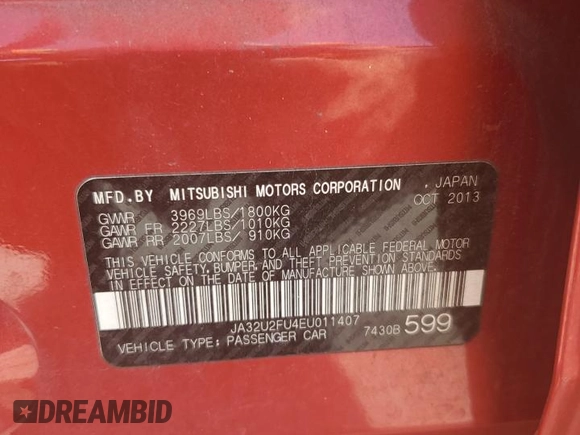 MFD. BY MITSUBISHI MOTORS CORPORATION , JAPAN
OCT 2013
GVWR 3969LBS/1800KG
GAWR FR 2227LBS/1010KG
GAWR RR 2007LBS/ 910KG
THIS VEHICLE CONFORMS TO ALL APPLICABLE FEDERAL MOTOR
VEHICLE SAFETY, BUMPER, AND THEFT PREVENTION STANDARDS
IN EFFECT ON THE DATE OF MANUFACTURE SHOWN ABOVE.
JA32U2FU4EU011407
VEHICLE TYPE: PASSENGER CAR 7430B 599
DREAMBID